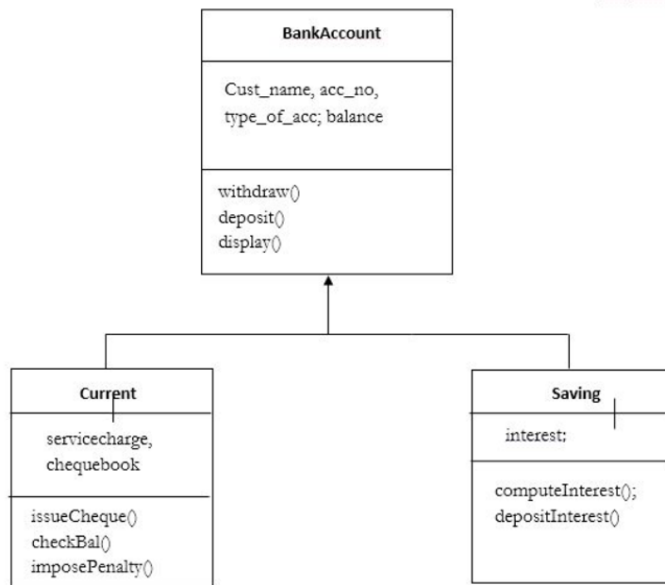 BankAccount
Cust_name, acc_no,
type_of_acc; balance
withdraw()
deposit()
display()
Current
servicecharge,
chequebook
issueCheque()
checkBal()
imposePenalty()
Saving
interest;
computeInterest();
depositInterest()